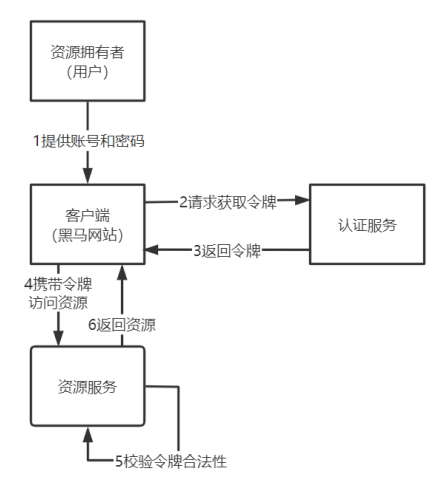 资源拥有者
（用户）
1提供账号和密码
客户端
（黑马网站）
2请求获取令牌
认证服务
3返回令牌
4携带令牌
访问资源
6返回资源
资源服务
5校验令牌合法性